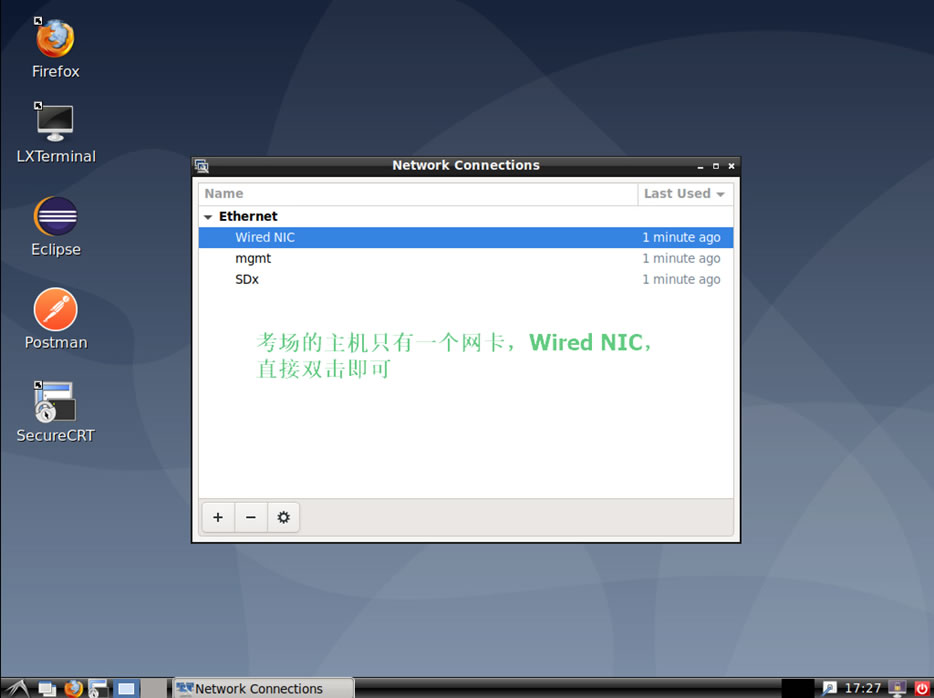 Firefox
LXTerminal
Eclipse
Postman
SecureCRT
Network Connections
Name Last Used
Ethernet
Wired NIC 1 minute ago
mgmt 1 minute ago
SDx 1 minute ago
考场的主机只有一个网卡，Wired NIC，
直接双击即可
Network Connections 17:27